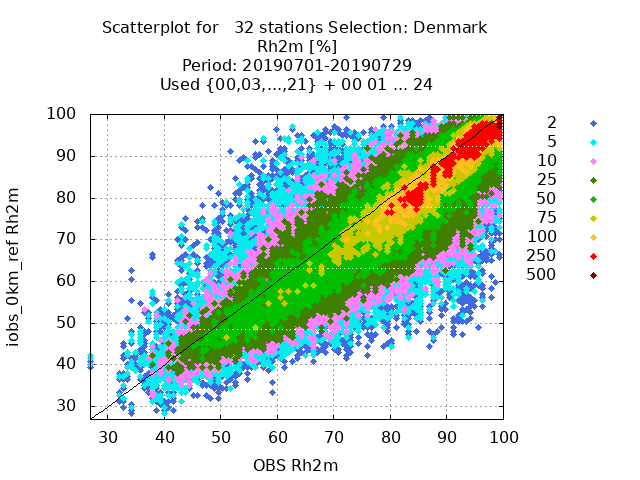 Scatterplot for   32 stations Selection: Denmark
Rh2m [%]
Period: 20190701-20190729
Used {00,03,...,21} + 00 01 ... 24
iobs_0km_ref Rh2m
100
90
80
70
60
50
40
30
30 40 50 60 70 80 90 100
OBS Rh2m
2
5
10
25
50
75
100
250
500